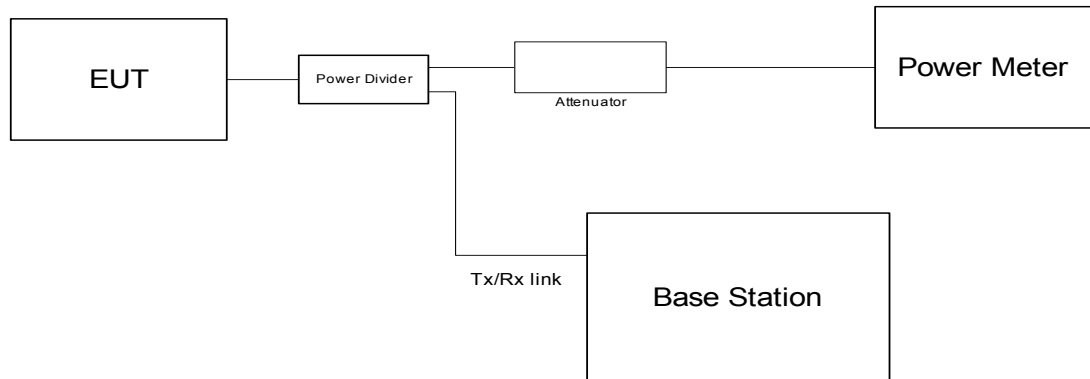 EUT
Power Divider
Attenuator
Power Meter
Tx/Rx link
Base Station